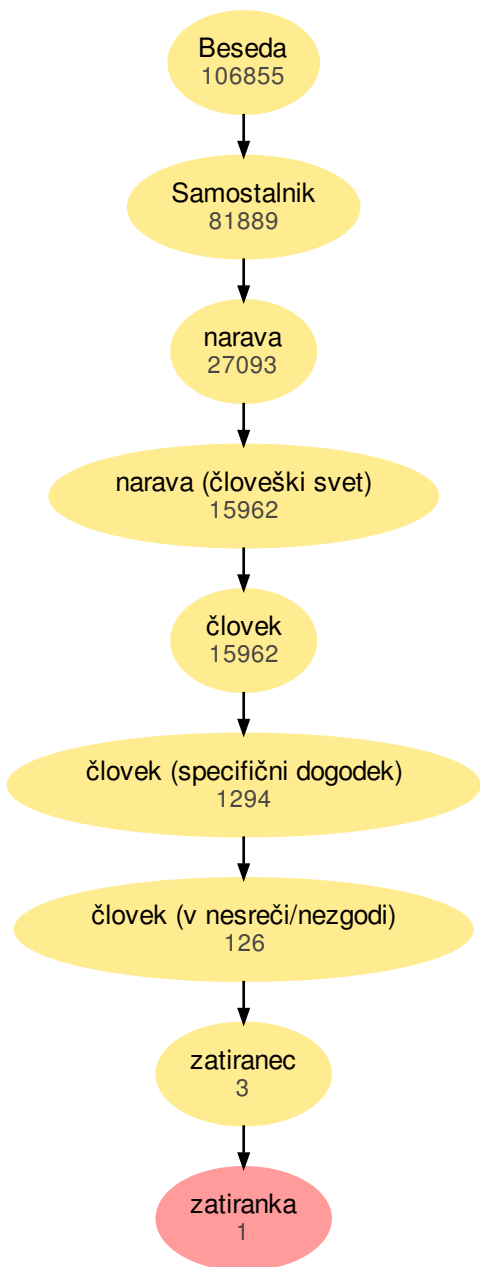 Beseda
106855
Samostalnik
81889
narava
27093
narava (človeški svet)
15962
človek
15962
človek (specifični dogodek)
1294
človek (v nesreči/nezgodi)
126
zatiranec
3
zatiranka
1